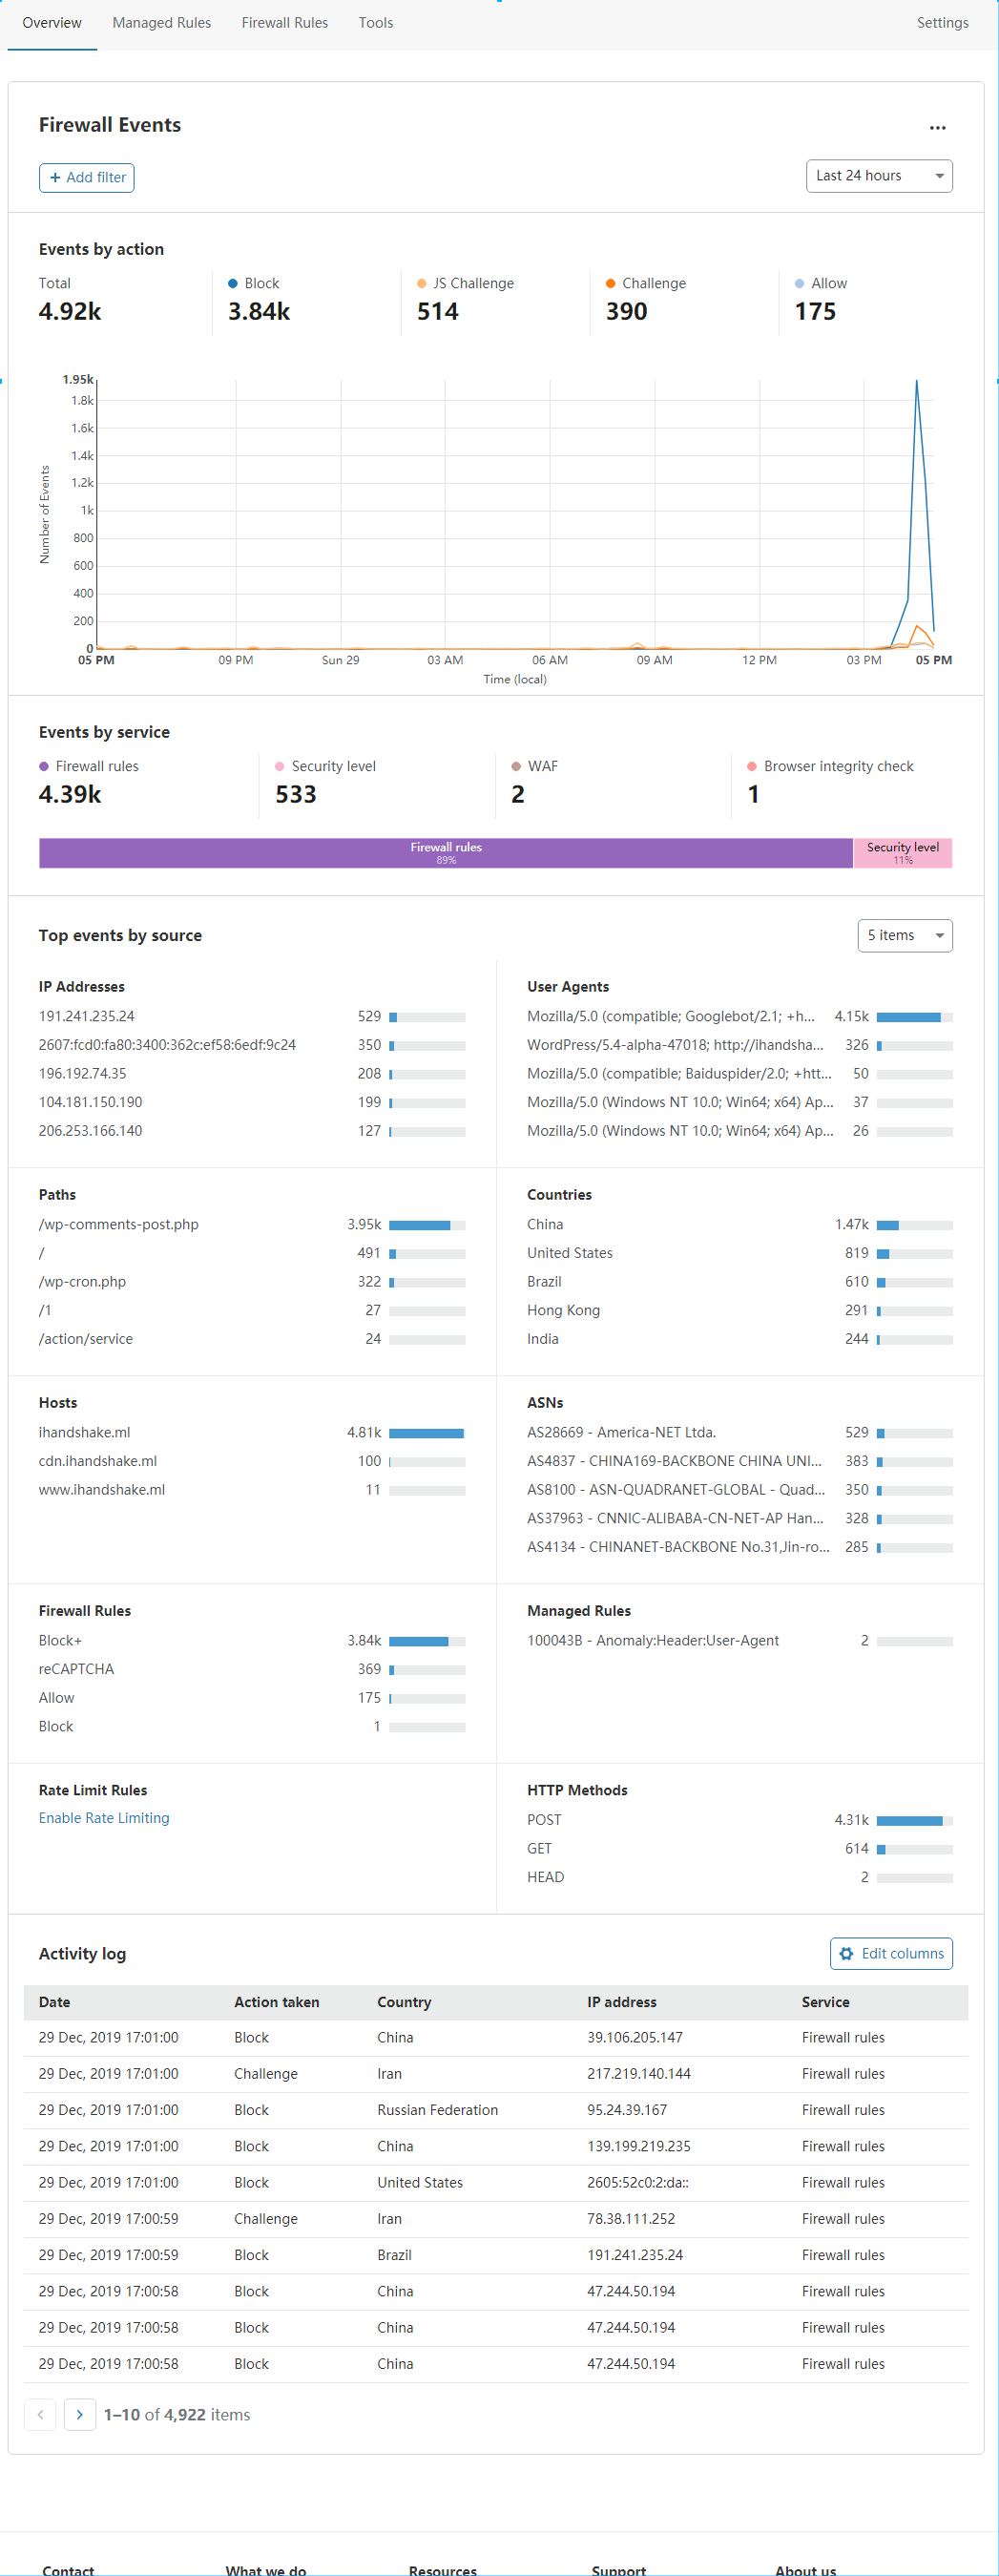 Overview Managed Rules Firewall Rules Tools Settings
Firewall Events
+ Add filter Last 24 hours
Events by action
Total Block JS Challenge Challenge Allow
4.92k 3.84k 514 390 175
1.95k
1.8k
1.6k
1.4k
1.2k
1k
800
600
400
200
0
Number of Events
05 PM 09 PM Sun 29 03 AM 06 AM 09 AM 12 PM 03 PM 05 PM
Time (local)
Events by service
Firewall rules Security level WAF Browser integrity check
4.39k 533 2 1
Firewall rules Security level
89% 11%
Top events by source 5 items
IP Addresses
191.241.235.24 529
2607:fcd0:fa80:3400:362c:ef58:6edf:9c24 350
196.192.74.35 208
104.181.150.190 199
206.253.166.140 127
User Agents
Mozilla/5.0 (compatible; Googlebot/2.1; +h... 4.15k
WordPress/5.4-alpha-47018; http://ihandsha... 326
Mozilla/5.0 (compatible; Baiduspider/2.0; +htt... 50
Mozilla/5.0 (Windows NT 10.0; Win64; x64) Ap... 37
Mozilla/5.0 (Windows NT 10.0; Win64; x64) Ap... 26
Paths
/wp-comments-post.php 3.95k
/ 491
/wp-cron.php 322
/1 27
/action/service 24
Countries
China 1.47k
United States 819
Brazil 610
Hong Kong 291
India 244
Hosts
ihandshake.ml 4.81k
cdn.ihandshake.ml 100
www.ihandshake.ml 11
ASNs
AS28669 - America-NET Ltda. 529
AS4837 - CHINA169-BACKBONE CHINA UNI... 383
AS8100 - ASN-QUADRANET-GLOBAL - Quad... 350
AS37963 - CNNIC-ALIBABA-CN-NET-AP Han... 328
AS4134 - CHINANET-BACKBONE No.31,Jin-ro... 285
Firewall Rules
Block+ 3.84k
reCAPTCHA 369
Allow 175
Block 1
Managed Rules
100043B - Anomaly:Header:User-Agent 2
Rate Limit Rules
Enable Rate Limiting
HTTP Methods
POST 4.31k
GET 614
HEAD 2
Activity log Edit columns
Date Action taken Country IP address Service
29 Dec, 2019 17:01:00 Block China 39.106.205.147 Firewall rules
29 Dec, 2019 17:01:00 Challenge Iran 217.219.140.144 Firewall rules
29 Dec, 2019 17:01:00 Block Russian Federation 95.24.39.167 Firewall rules
29 Dec, 2019 17:01:00 Block China 139.199.219.235 Firewall rules
29 Dec, 2019 17:01:00 Block United States 2605:52c0:2:da:: Firewall rules
29 Dec, 2019 17:00:59 Challenge Iran 78.38.111.252 Firewall rules
29 Dec, 2019 17:00:59 Block Brazil 191.241.235.24 Firewall rules
29 Dec, 2019 17:00:58 Block China 47.244.50.194 Firewall rules
29 Dec, 2019 17:00:58 Block China 47.244.50.194 Firewall rules
29 Dec, 2019 17:00:58 Block China 47.244.50.194 Firewall rules
1–10 of 4,922 items
Contact What we do Resources Support About us